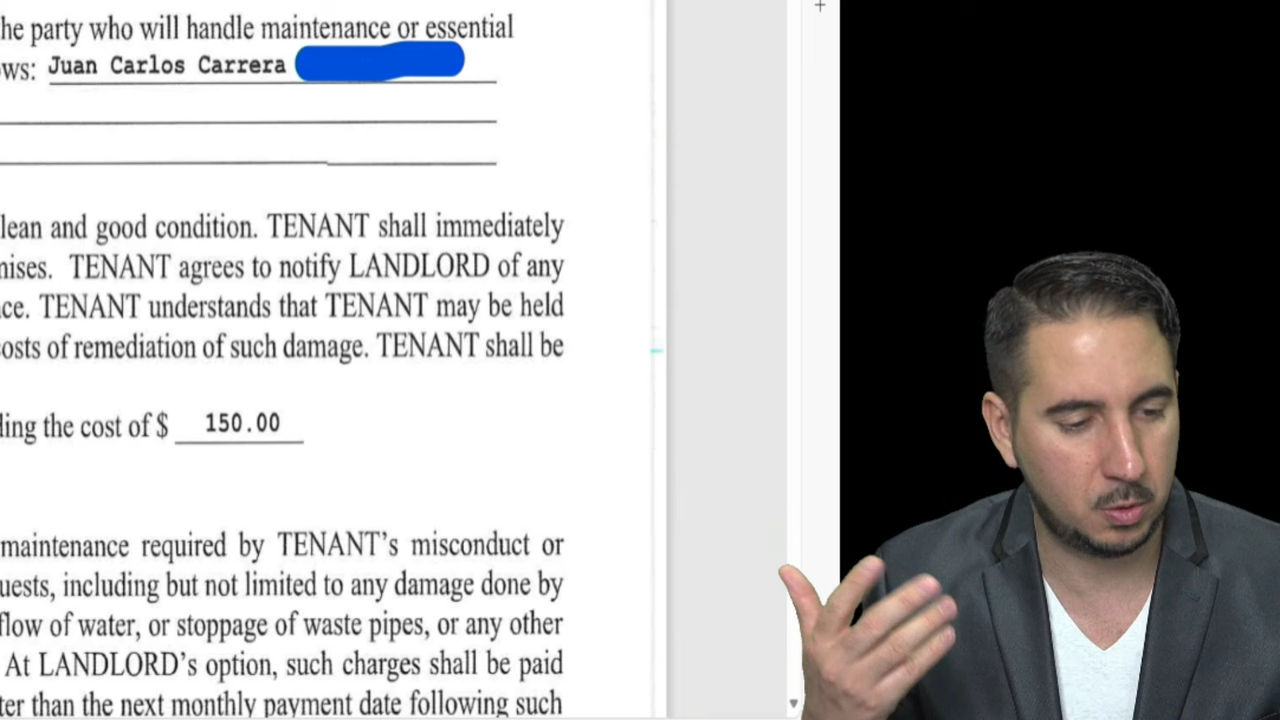 he party who will handle maintenance or essential
ows: Juan Carlos Carrera
lean and good condition. TENANT shall immediately
mises. TENANT agrees to notify LANDLORD of any
ce. TENANT understands that TENANT may be held
costs of remediation of such damage. TENANT shall be
ding the cost of $ 150.00
maintenance required by TENANT’s misconduct or
uests, including but not limited to any damage done by
flow of water, or stoppage of waste pipes, or any other
At LANDLORD’s option, such charges shall be paid
ter than the next monthly payment date following such